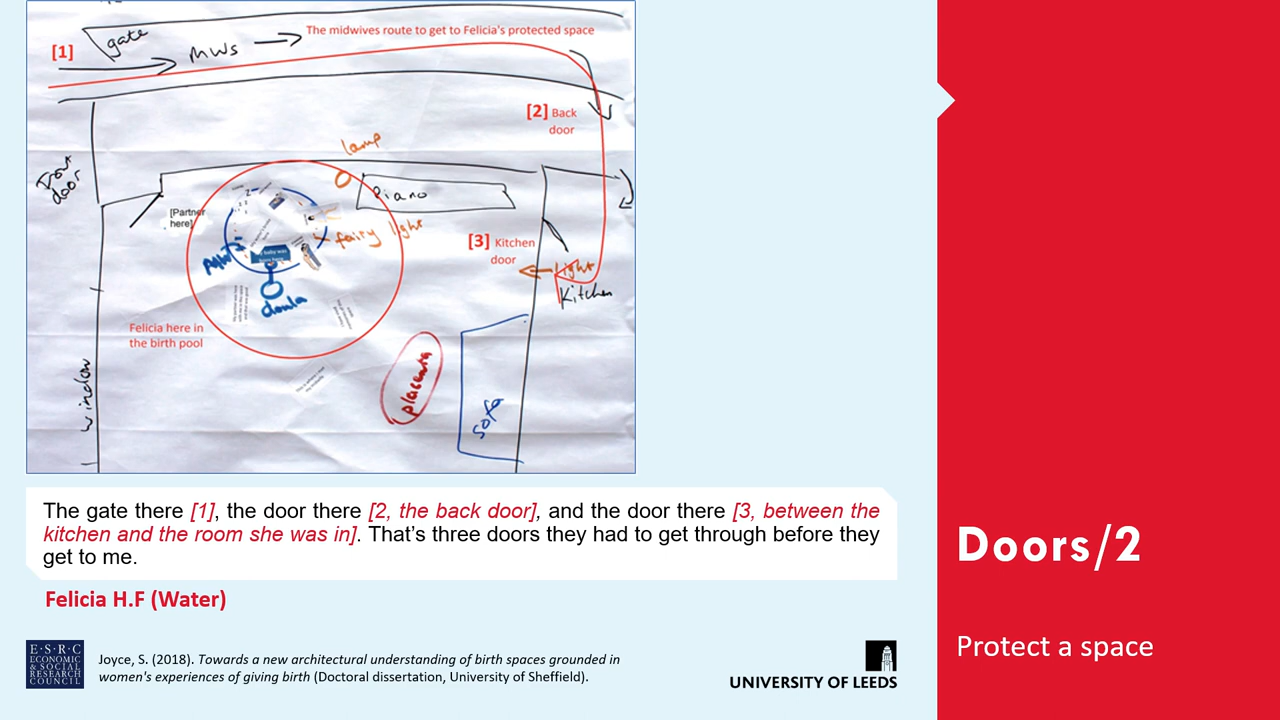 gate
[1]
MWs
The midwives route to get to Felicia's protected space
[2] Back
door
lamp
Front
door
Piano
[Partner
here]
fairy light
[3] Kitchen
door
light
Kitchen
MW
doula
Felicia here in
the birth pool
placenta
window
sofa
The gate there [1], the door there [2, the back door], and the door there [3, between the
kitchen and the room she was in]. That's three doors they had to get through before they
get to me.
Felicia H.F (Water)
E·S·R·C
ECONOMIC
& SOCIAL
RESEARCH
COUNCIL
Joyce, S. (2018). Towards a new architectural understanding of birth spaces grounded in
women's experiences of giving birth (Doctoral dissertation, University of Sheffield).
UNIVERSITY OF LEEDS
Doors/2
Protect a space